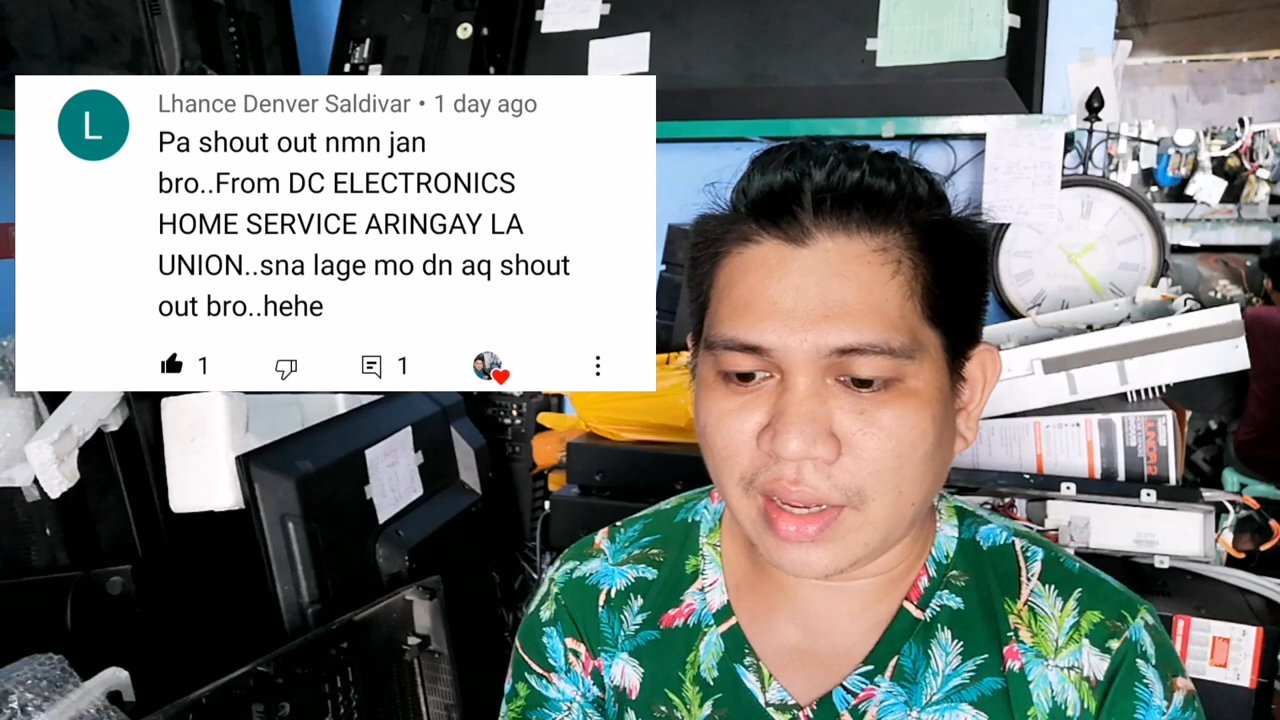 L
Lhance Denver Saldivar • 1 day ago
Pa shout out nmn jan
bro..From DC ELECTRONICS
HOME SERVICE ARINGAY LA
UNION..sna lage mo dn aq shout
out bro..hehe
1
1